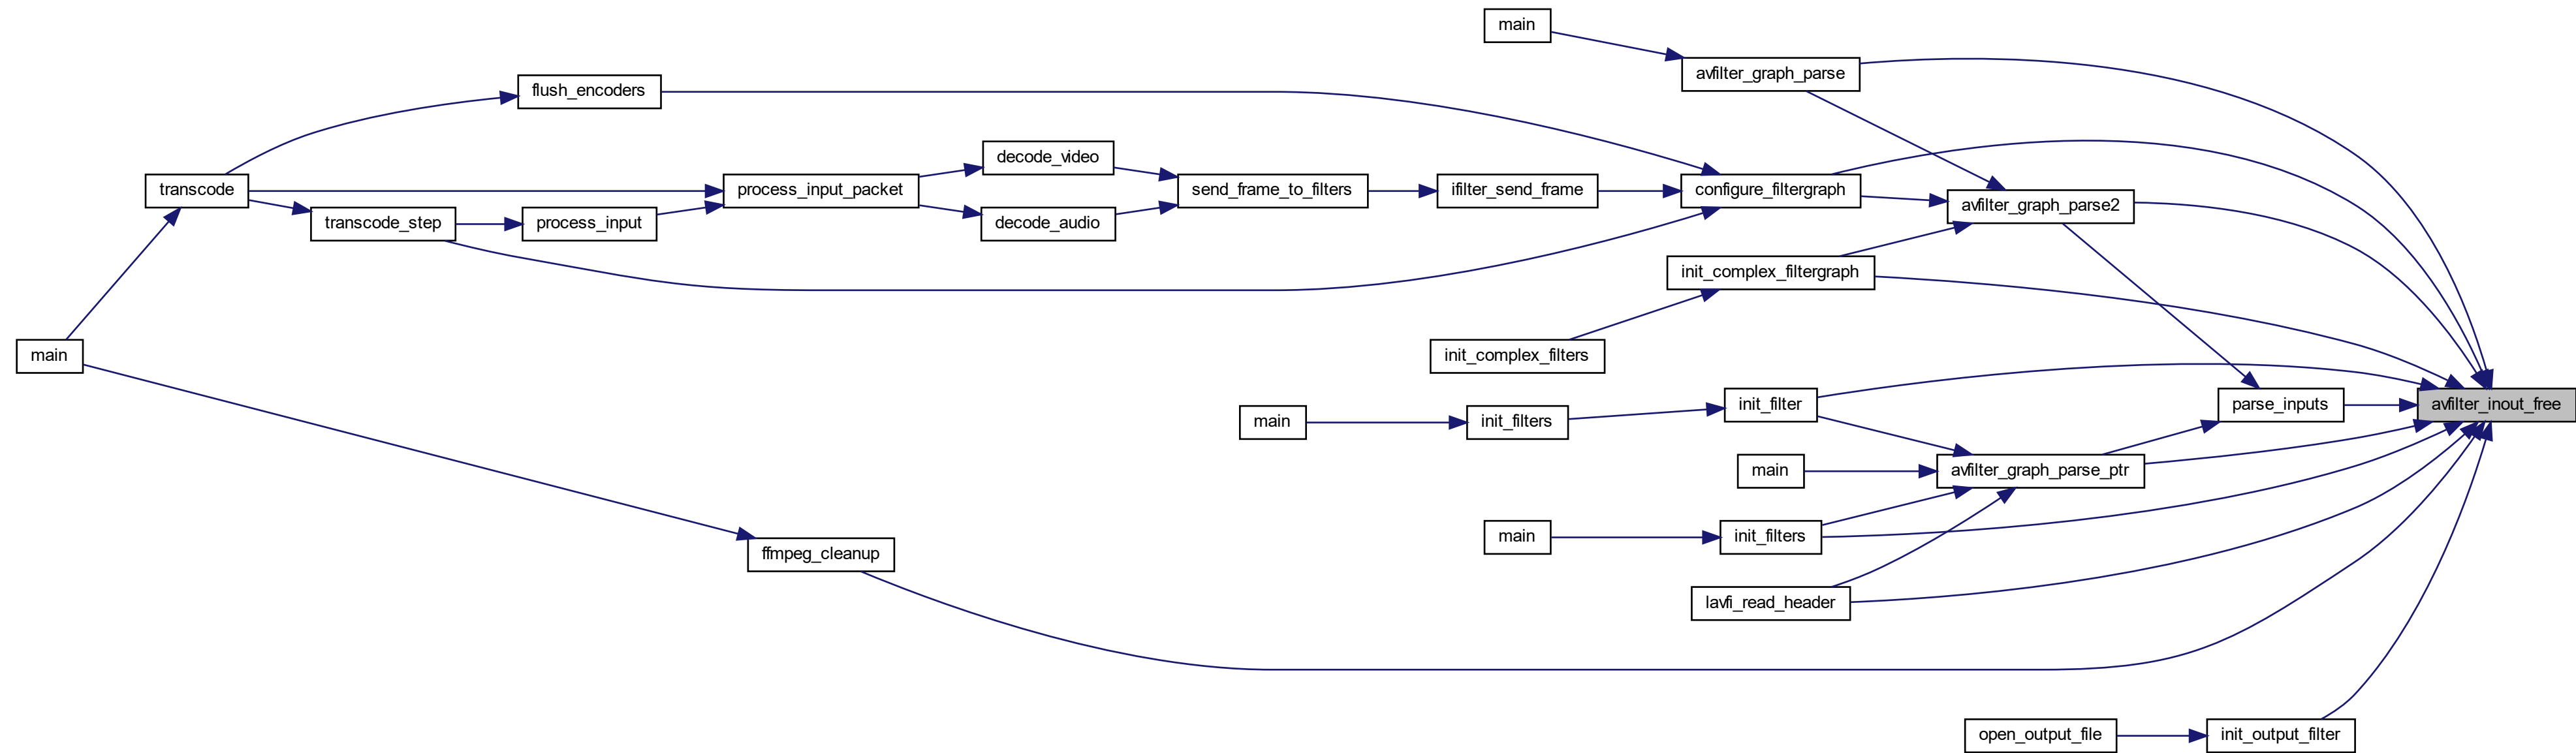 main
avfilter_graph_parse
flush_encoders
decode_video
transcode
process_input_packet
send_frame_to_filters
ifilter_send_frame
configure_filtergraph
avfilter_graph_parse2
transcode_step
process_input
decode_audio
init_complex_filtergraph
main
init_complex_filters
init_filter
parse_inputs
avfilter_inout_free
main
init_filters
main
avfilter_graph_parse_ptr
main
init_filters
ffmpeg_cleanup
lavfi_read_header
open_output_file
init_output_filter